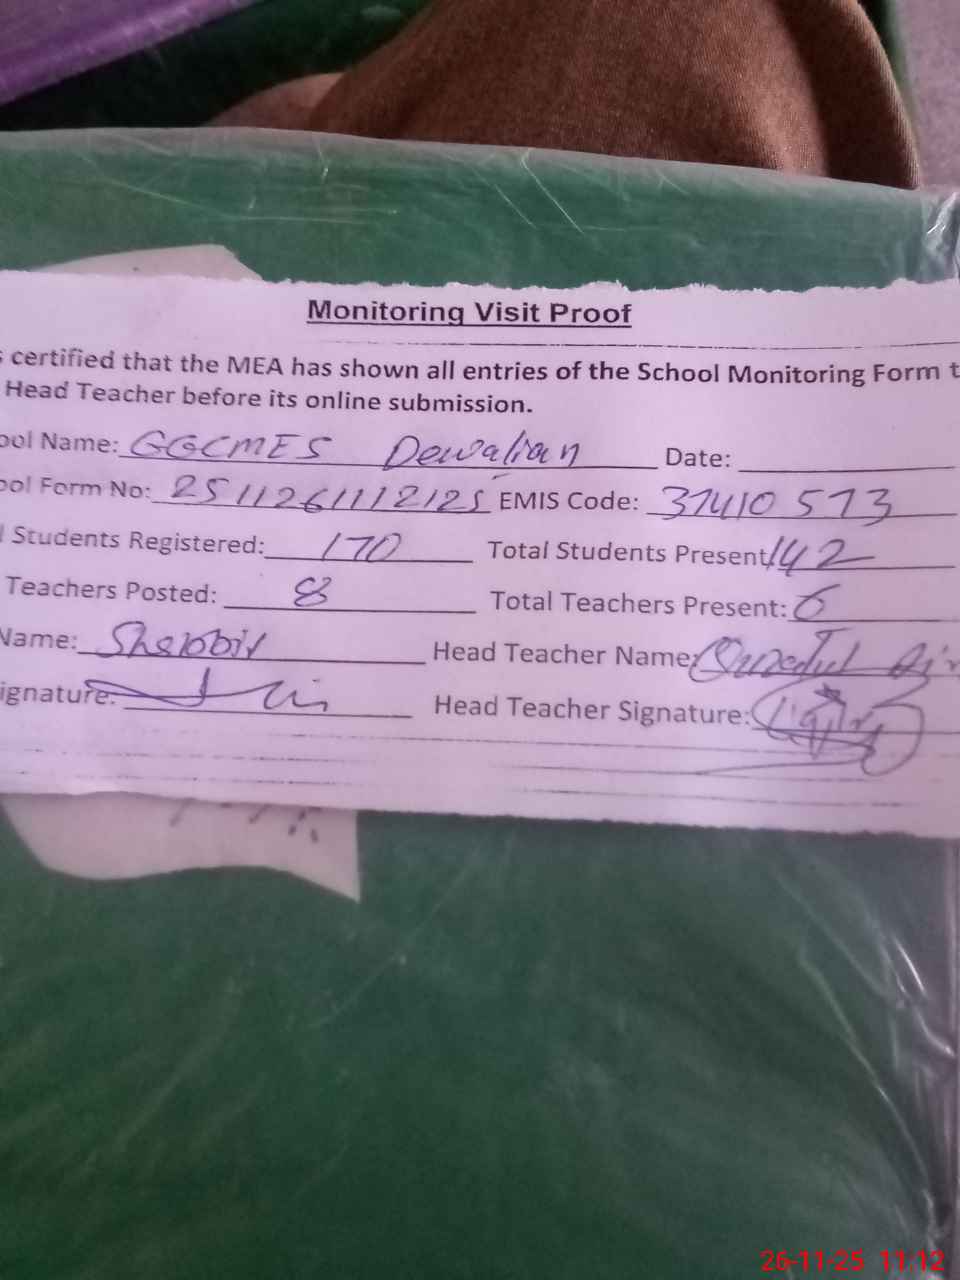 Monitoring Visit Proof
s certified that the MEA has shown all entries of the School Monitoring Form t
Head Teacher before its online submission.
ool Name: GGCMES Dewalian Date:
ool Form No: 251126111212125 EMIS Code: 37410573
l Students Registered: 170 Total Students Present: 142
Teachers Posted: 8 Total Teachers Present: 6
Name: Head Teacher Name:
ignature: Head Teacher Signature:
26-11-25 11:12